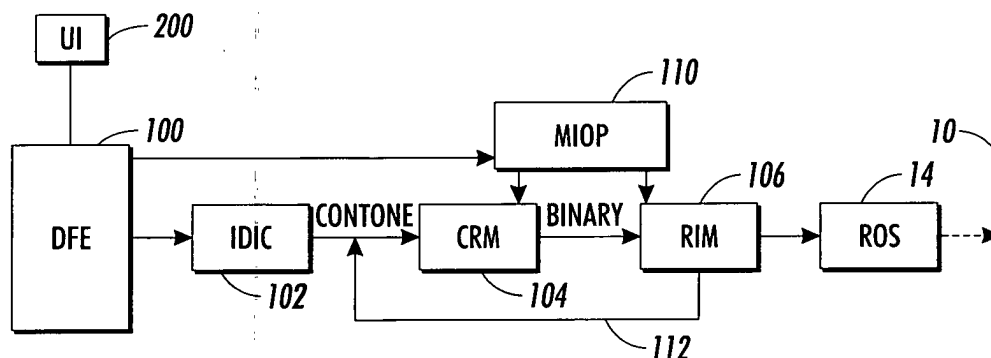 UI
200
110
MIOP
10
100
106
14
DFE
IDIC
CONTONE
CRM
BINARY
RIM
ROS
102
104
112